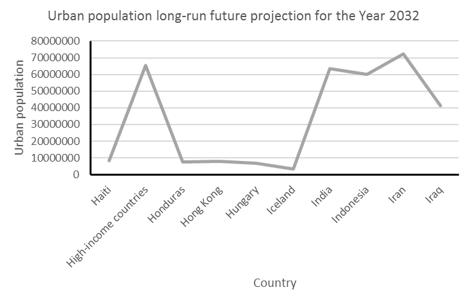 Urban population long-run future projection for the Year 2032
Urban population
80000000
70000000
60000000
50000000
40000000
30000000
20000000
10000000
0
Haiti
High-income countries
Honduras
Hong Kong
Hungary
Iceland
India
Indonesia
Iran
Iraq
Country